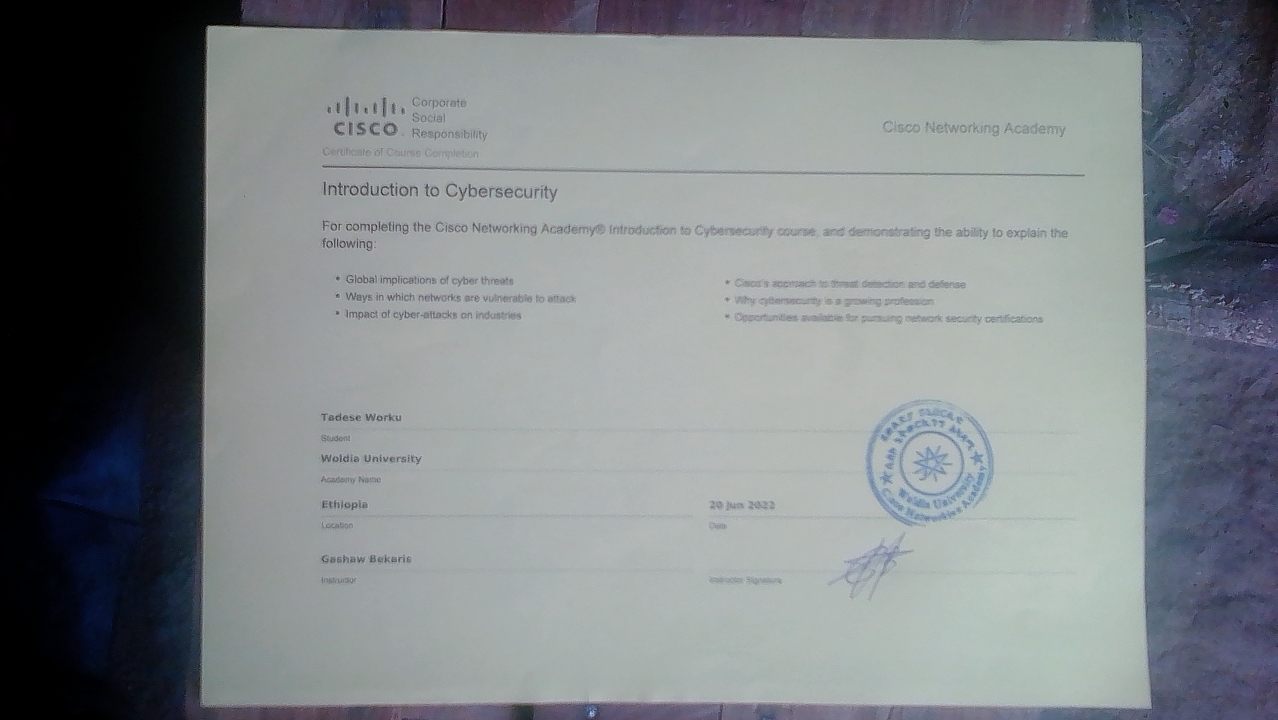 Corporate
Social
CISCO Responsibility
Cisco Networking Academy
Certificate of Course Completion
Introduction to Cybersecurity
For completing the Cisco Networking Academy® Introduction to Cybersecurity course, and demonstrating the ability to explain the
following:
• Global implications of cyber threats
• Ways in which networks are vulnerable to attack
• Impact of cyber-attacks on industries
• Cisco's approach to threat detection and defense
• Why cybersecurity is a growing profession
• Opportunities available for pursuing network security certifications
Tadese Worku
Student
Woldia University
Academy Name
Ethiopia
Location
20 Jun 2022
Date
Gashaw Bekaris
Instructor
Instructor Signature
Woldia University
Academy